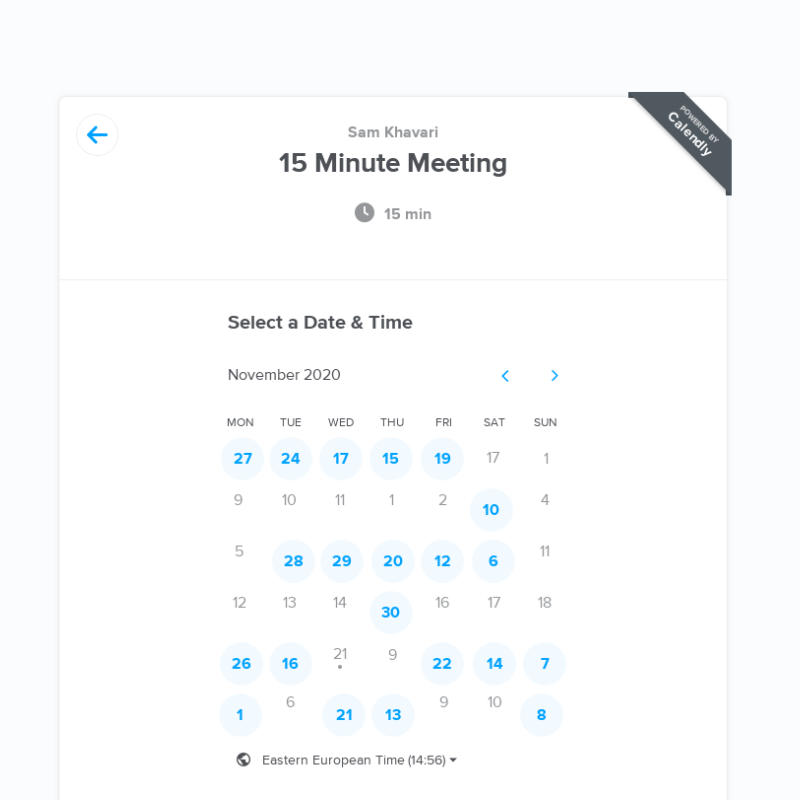 POWERED BY
Calendly
Sam Khavari
15 Minute Meeting
15 min
Select a Date & Time
November 2020
MON TUE WED THU FRI SAT SUN
27 24 17 15 19 17 1
9 10 11 1 2 10 4
5 28 29 20 12 6 11
12 13 14 30 16 17 18
26 16 21 9 22 14 7
1 6 21 13 9 10 8
Eastern European Time (14:56)